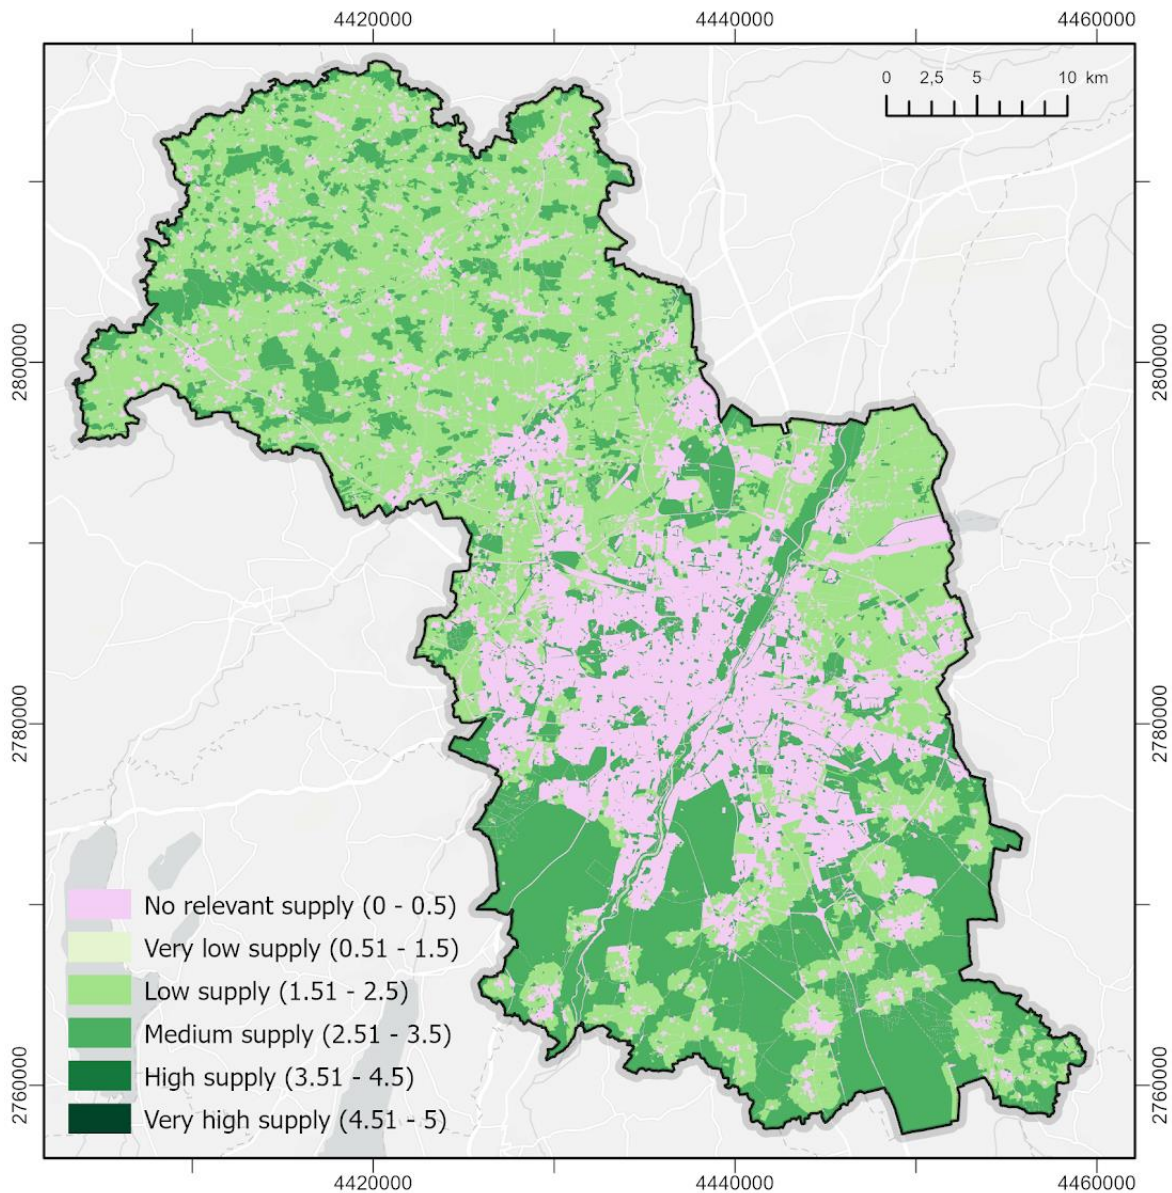 4420000 4440000 4460000
0 2,5 5 10 km
2800000 2800000
2780000 2780000
No relevant supply (0 - 0.5)
Very low supply (0.51 - 1.5)
Low supply (1.51 - 2.5)
Medium supply (2.51 - 3.5)
High supply (3.51 - 4.5)
Very high supply (4.51 - 5)
2760000 2760000
4420000 4440000 4460000